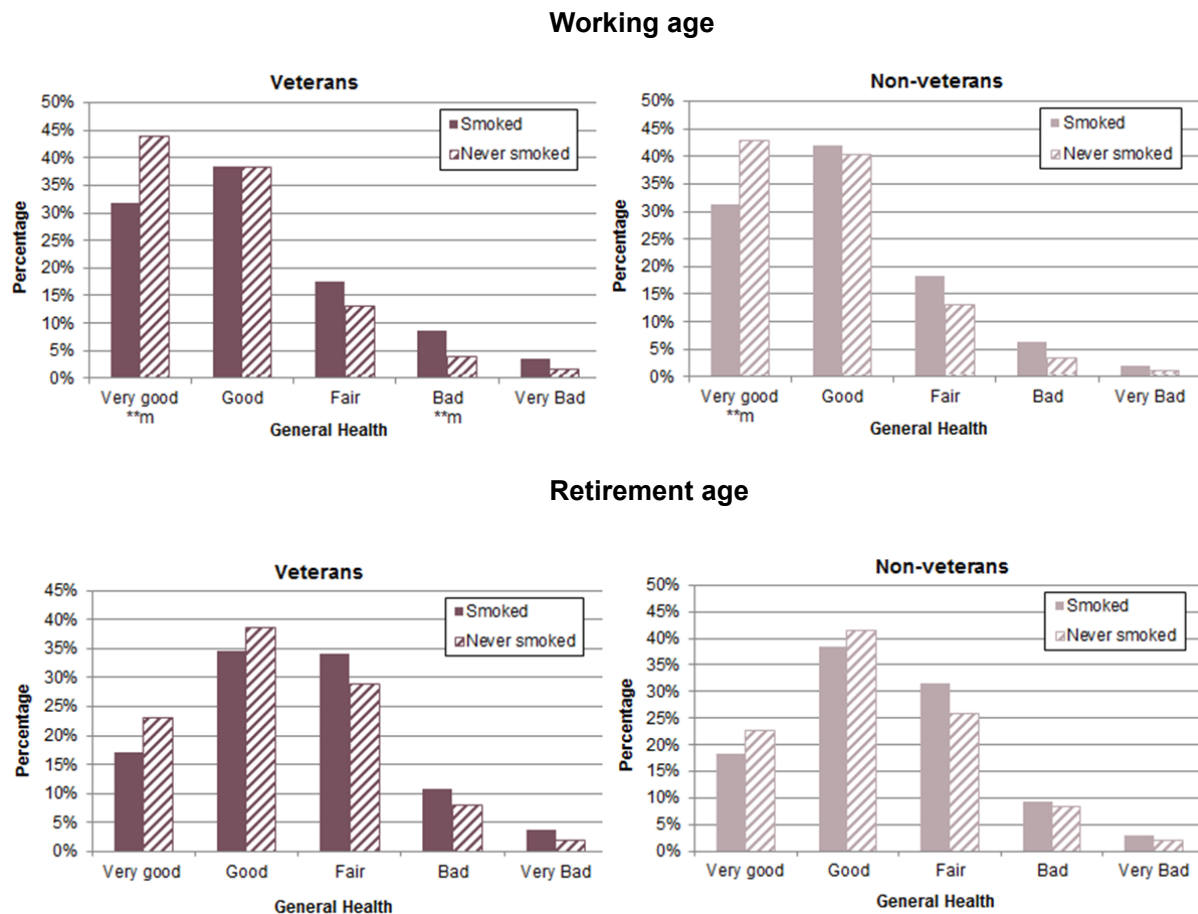 Working age
Veterans
50%
45%
40%
35%
30%
25%
20%
15%
10%
5%
0%
Percentage
Smoked
Never smoked
Very good Good Fair Bad Very Bad
**m **m
General Health
Non-veterans
50%
45%
40%
35%
30%
25%
20%
15%
10%
5%
0%
Percentage
Smoked
Never smoked
Very good Good Fair Bad Very Bad
**m
General Health
Retirement age
Veterans
45%
40%
35%
30%
25%
20%
15%
10%
5%
0%
Percentage
Smoked
Never smoked
Very good Good Fair Bad Very Bad
General Health
Non-veterans
50%
45%
40%
35%
30%
25%
20%
15%
10%
5%
0%
Percentage
Smoked
Never smoked
Very good Good Fair Bad Very Bad
General Health